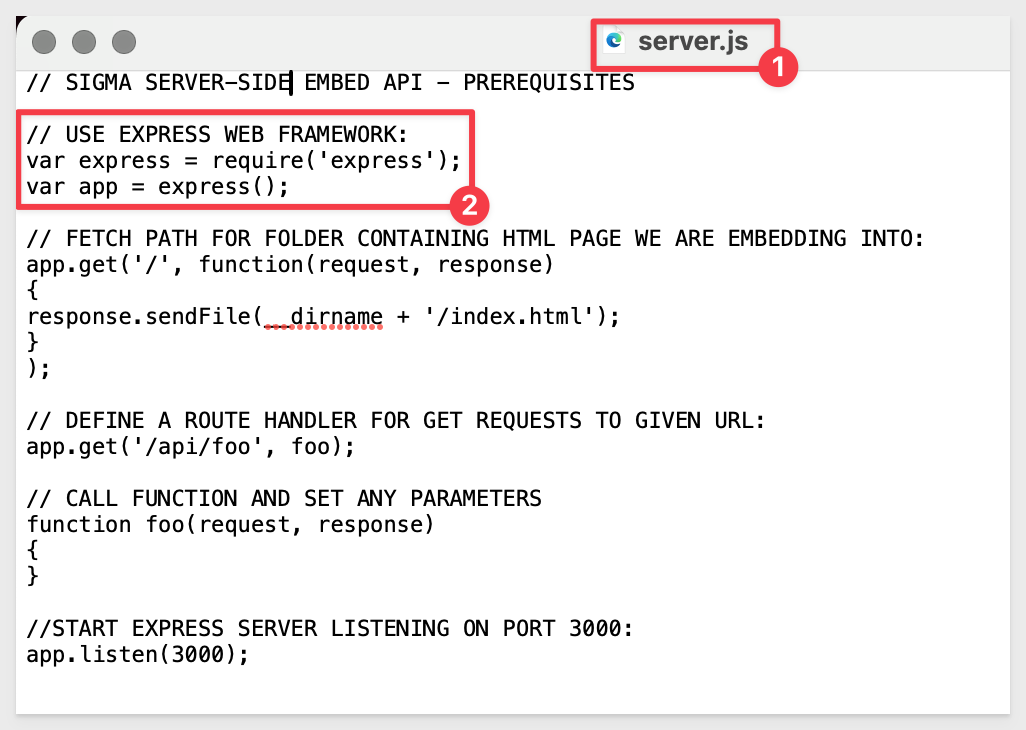 server.js
1
// SIGMA SERVER-SIDE EMBED API - PREREQUISITES
// USE EXPRESS WEB FRAMEWORK:
var express = require('express');
var app = express();
2
// FETCH PATH FOR FOLDER CONTAINING HTML PAGE WE ARE EMBEDDING INTO:
app.get('/', function(request, response)
{
response.sendFile(__dirname + '/index.html');
}
);
// DEFINE A ROUTE HANDLER FOR GET REQUESTS TO GIVEN URL:
app.get('/api/foo', foo);
// CALL FUNCTION AND SET ANY PARAMETERS
function foo(request, response)
{
}
//START EXPRESS SERVER LISTENING ON PORT 3000:
app.listen(3000);